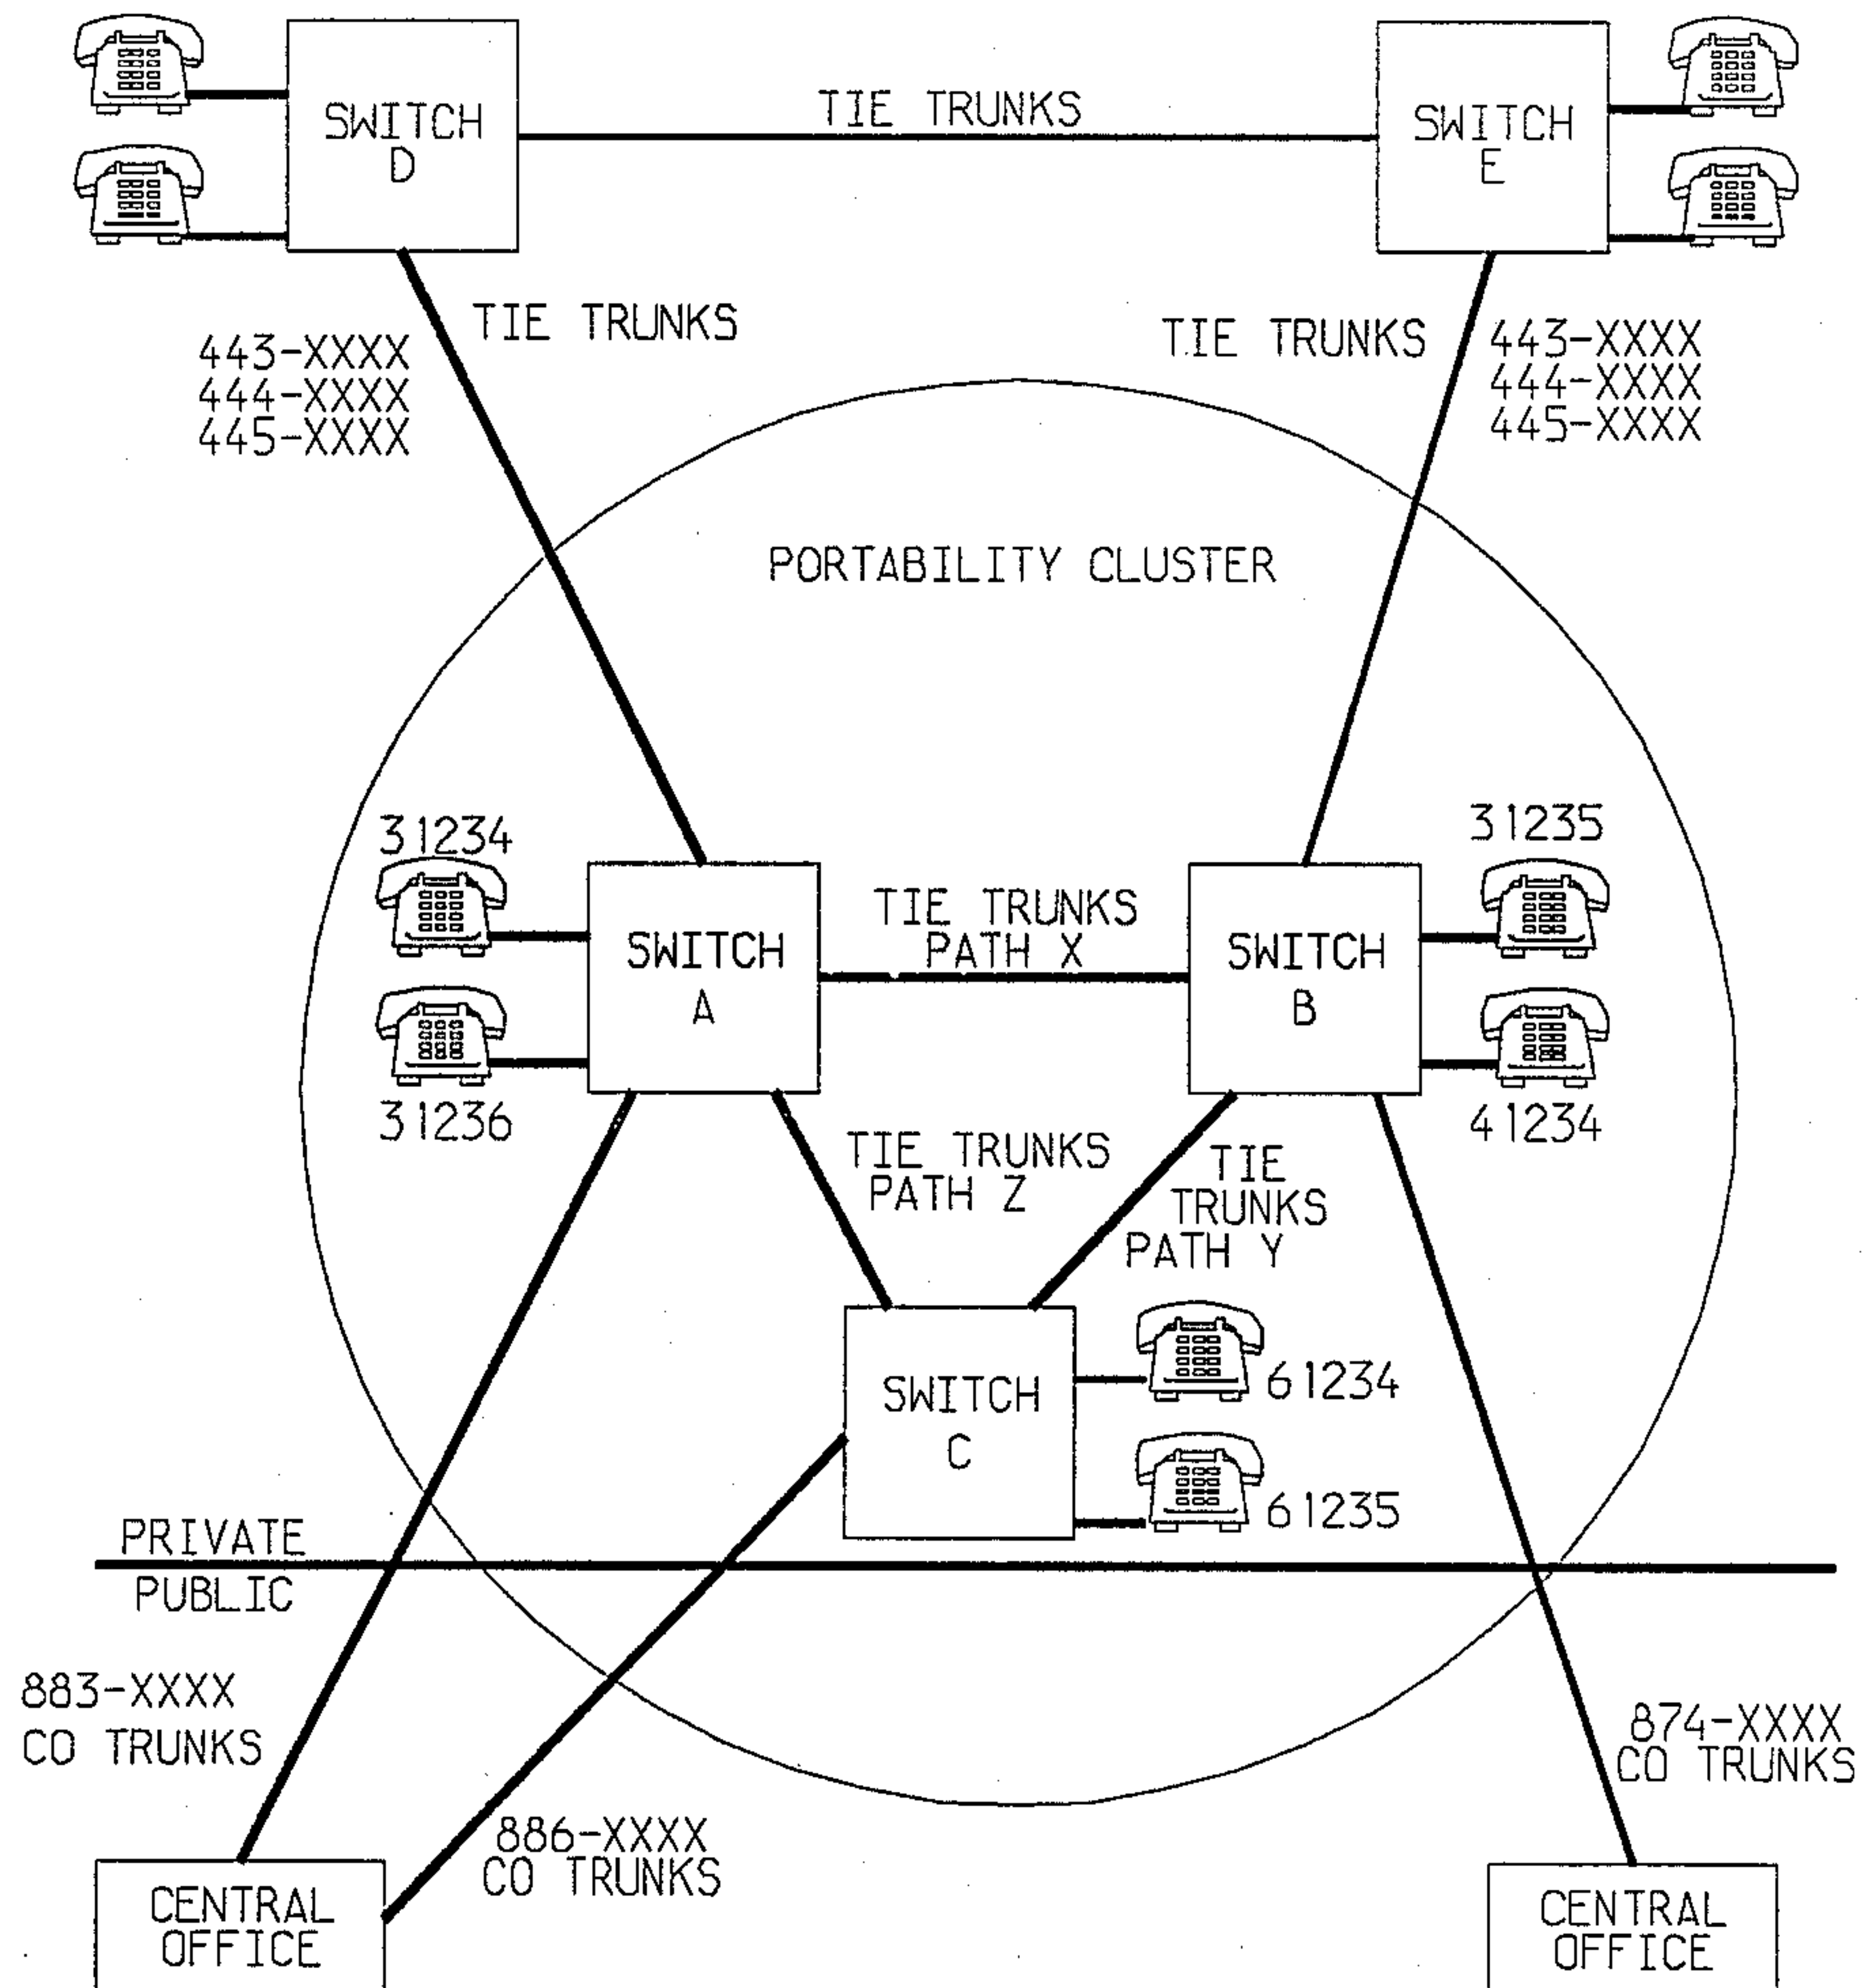 SWITCH
D
TIE TRUNKS
SWITCH
E
TIE TRUNKS
443-XXXX
444-XXXX
445-XXXX
TIE TRUNKS
443-XXXX
444-XXXX
445-XXXX
PORTABILITY CLUSTER
31234
SWITCH
A
31236
TIE TRUNKS
PATH X
31235
SWITCH
B
41234
TIE TRUNKS
PATH Z
TIE
TRUNKS
PATH Y
SWITCH
C
61234
61235
PRIVATE
PUBLIC
883-XXXX
CO TRUNKS
886-XXXX
CO TRUNKS
874-XXXX
CO TRUNKS
CENTRAL
OFFICE
CENTRAL
OFFICE